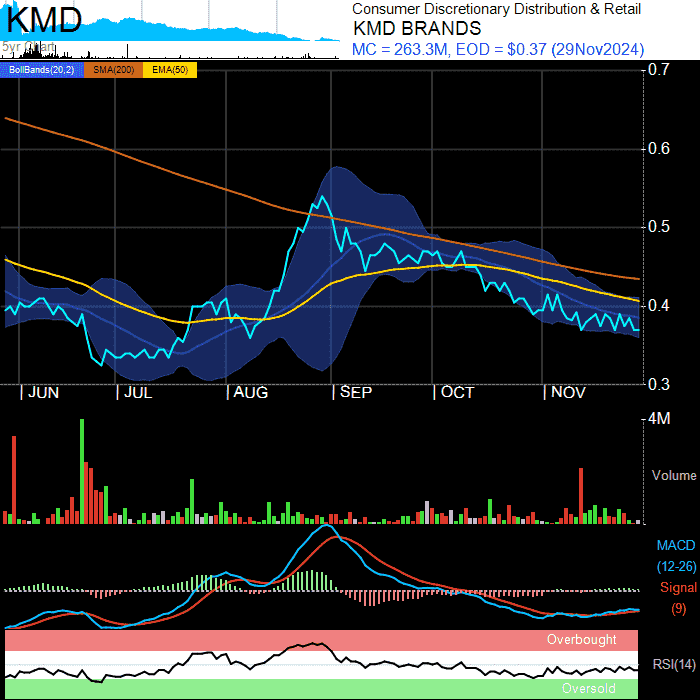 KMD
5yr Chart
Consumer Discretionary Distribution & Retail
KMD BRANDS
MC = 263.3M, EOD = $0.37 (29Nov2024)
BollBands(20,2) SMA(200) EMA(50)
0.7
0.6
0.5
0.4
0.3
JUN JUL AUG SEP OCT NOV
4M
Volume
MACD
(12-26)
Signal
(9)
Overbought
RSI(14)
Oversold